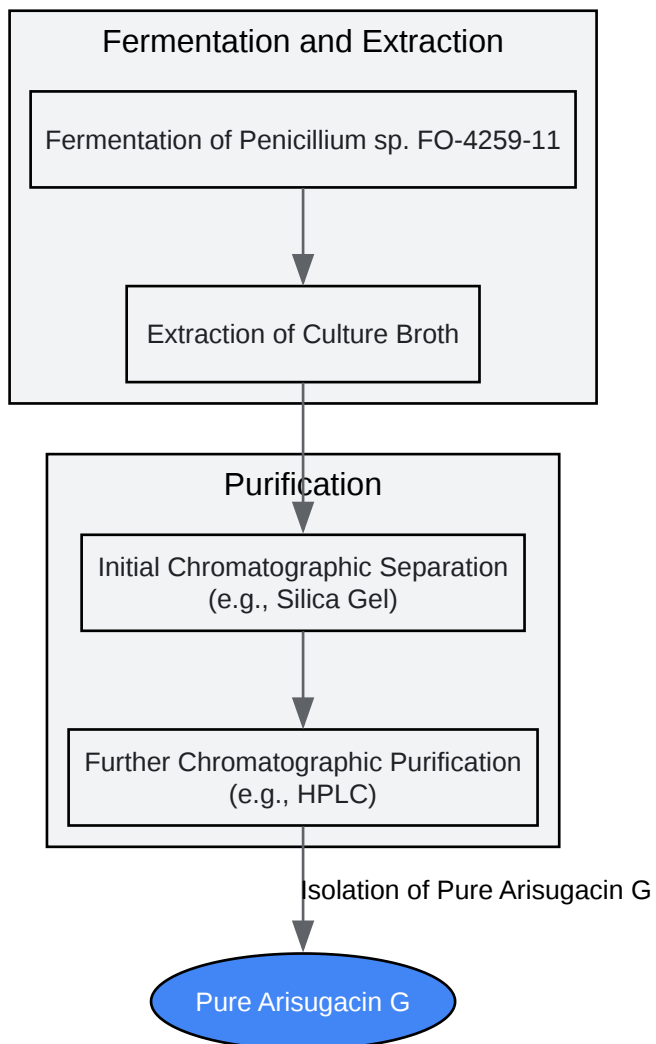 Fermentation and Extraction
Fermentation of Penicillium sp. FO-4259-11
Extraction of Culture Broth
Purification
Initial Chromatographic Separation
(e.g., Silica Gel)
Further Chromatographic Purification
(e.g., HPLC)
Isolation of Pure Arisugacin G
Pure Arisugacin G